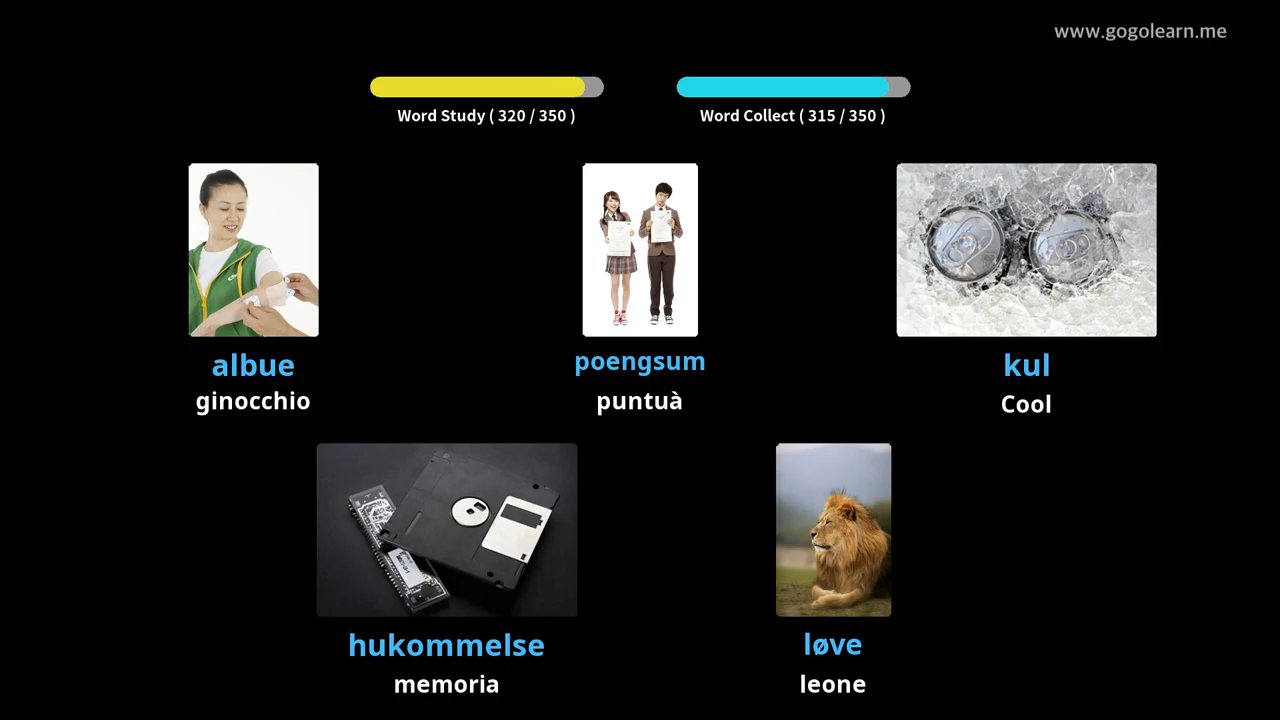 www.gogolearn.me
Word Study ( 320 / 350 )
Word Collect ( 315 / 350 )
albue
ginocchio
poengsum
puntuà
kul
Cool
hukommelse
memoria
løve
leone